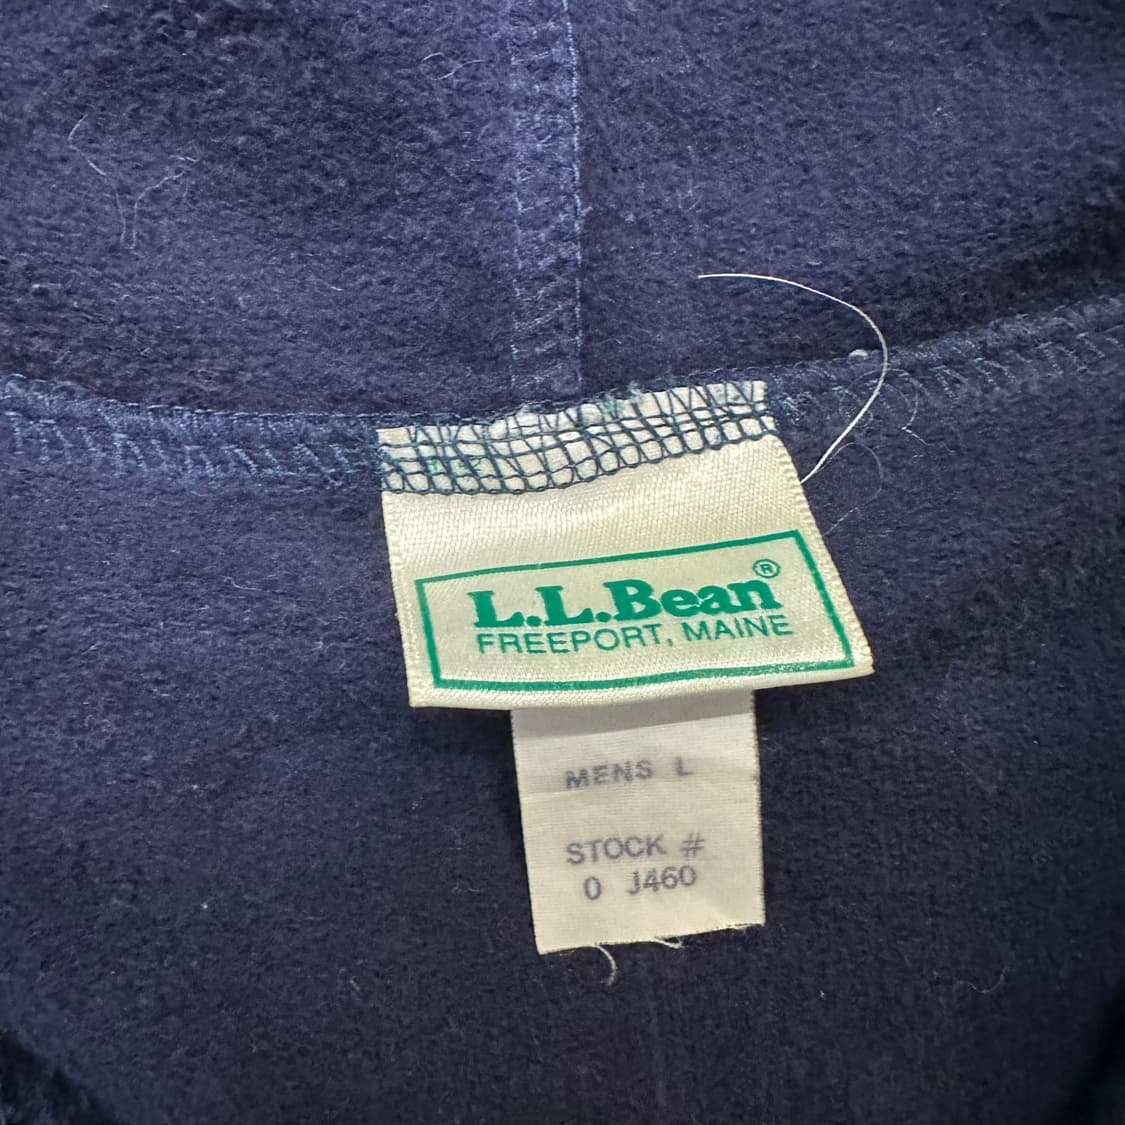 L.L.Bean®
FREEPORT, MAINE
MENS L
STOCK #
0 J460